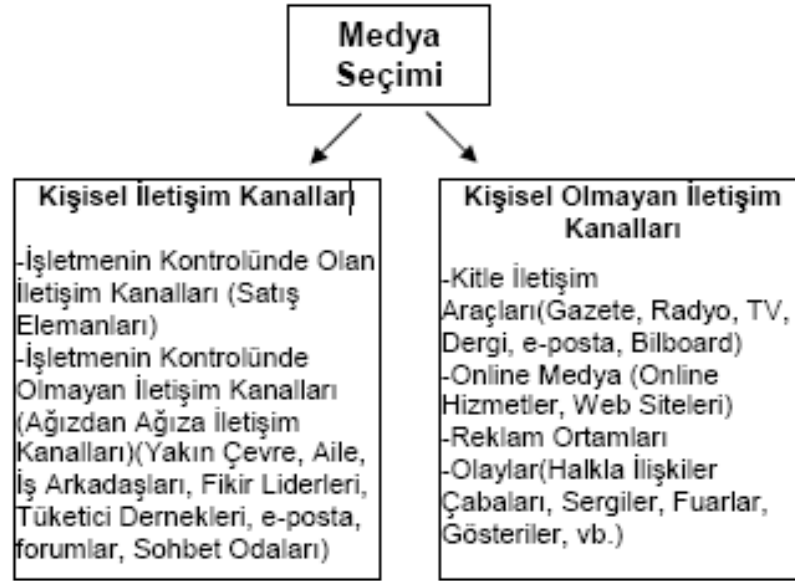 Medya
Seçimi
Kişisel İletişim Kanalları
-İşletmenin Kontrolünde Olan
İletişim Kanalları (Satış
Elemanları)
-İşletmenin Kontrolünde
Olmayan İletişim Kanalları
(Ağızdan Ağıza İletişim
Kanalları)(Yakın Çevre, Aile,
İş Arkadaşları, Fikir Liderleri,
Tüketici Dernekleri, e-posta,
forumlar, Sohbet Odaları)
Kişisel Olmayan İletişim
Kanalları
-Kitle İletişim
Araçları(Gazete, Radyo, TV,
Dergi, e-posta, Bilboard)
-Online Medya (Online
Hizmetler, Web Siteleri)
-Reklam Ortamları
-Olaylar(Halkla İlişkiler
Çabaları, Sergiler, Fuarlar,
Gösteriler, vb.)